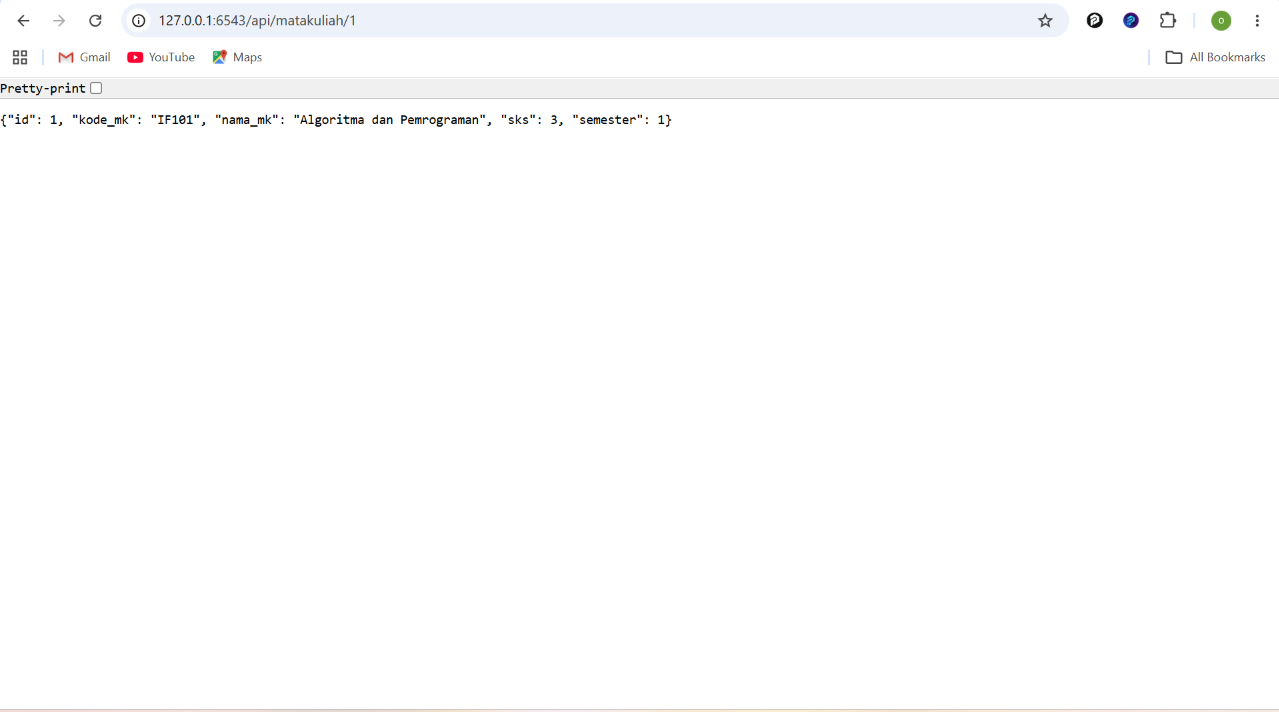 127.0.0.1:6543/api/matakuliah/1
o
Gmail YouTube Maps All Bookmarks
Pretty-print
{"id": 1, "kode_mk": "IF101", "nama_mk": "Algoritma dan Pemrograman", "sks": 3, "semester": 1}